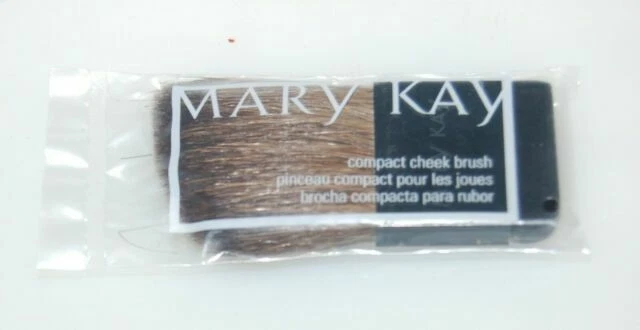 MARY KAY
compact cheek brush
pinceau compact pour les joues
brocha compacta para rubor